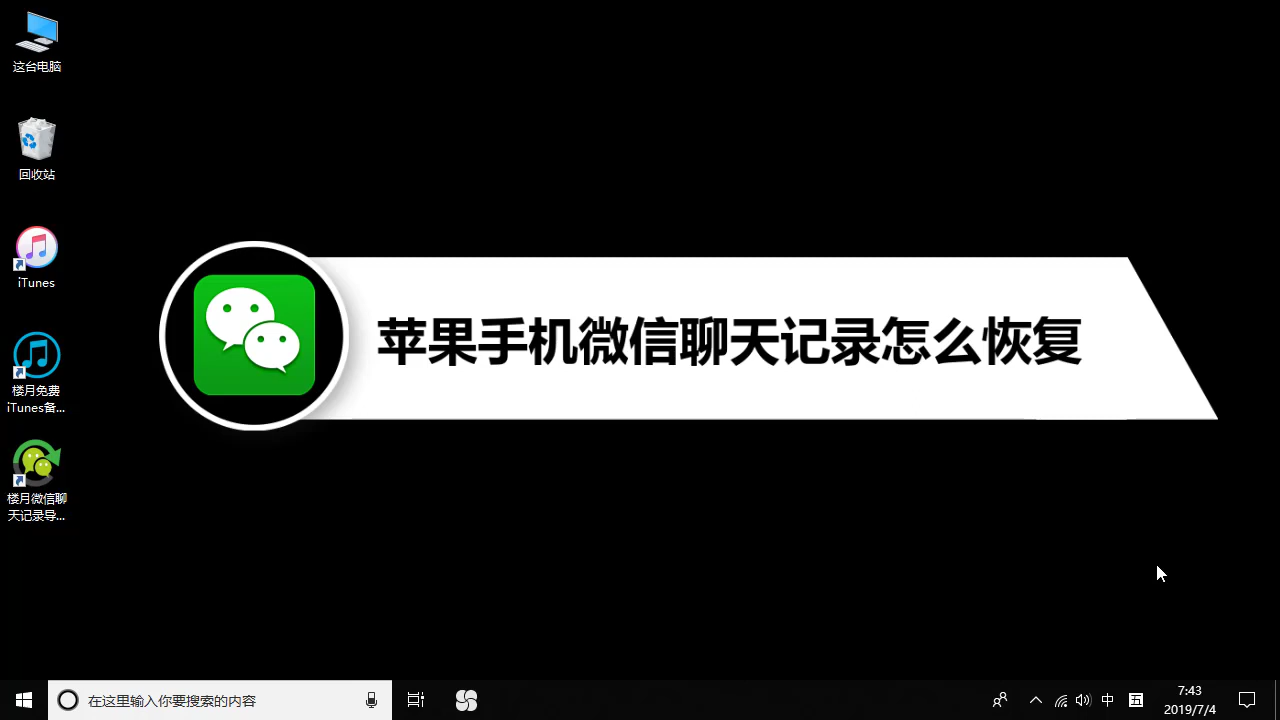 这台电脑
回收站
iTunes
楼月免费
iTunes备...
楼月微信聊
天记录导...
苹果手机微信聊天记录怎么恢复
在这里输入你要搜索的内容
中
五
7:43
2019/7/4